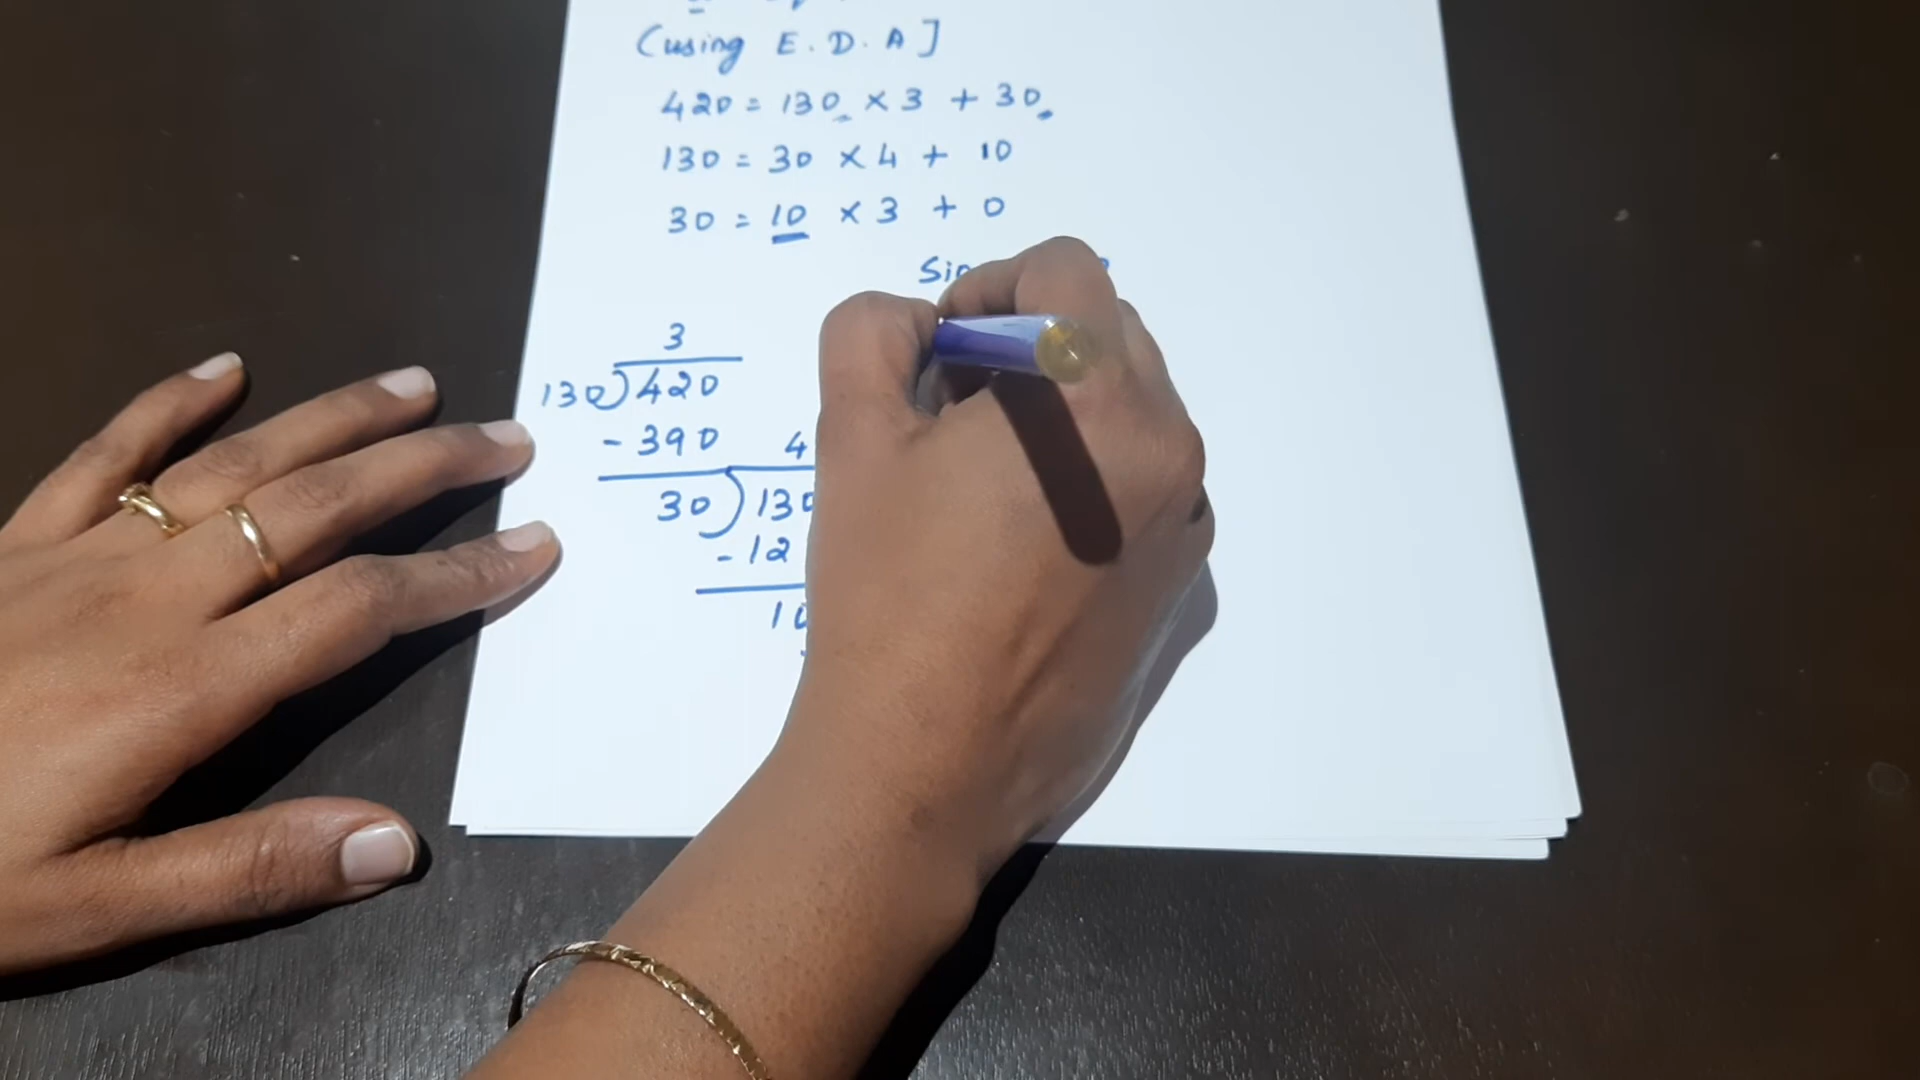 (using E.D.A]
420 = 130 × 3 + 30
130 = 30 × 4 + 10
30 = 10 × 3 + 0
3
130)420
- 390
4
30)130
- 12
10